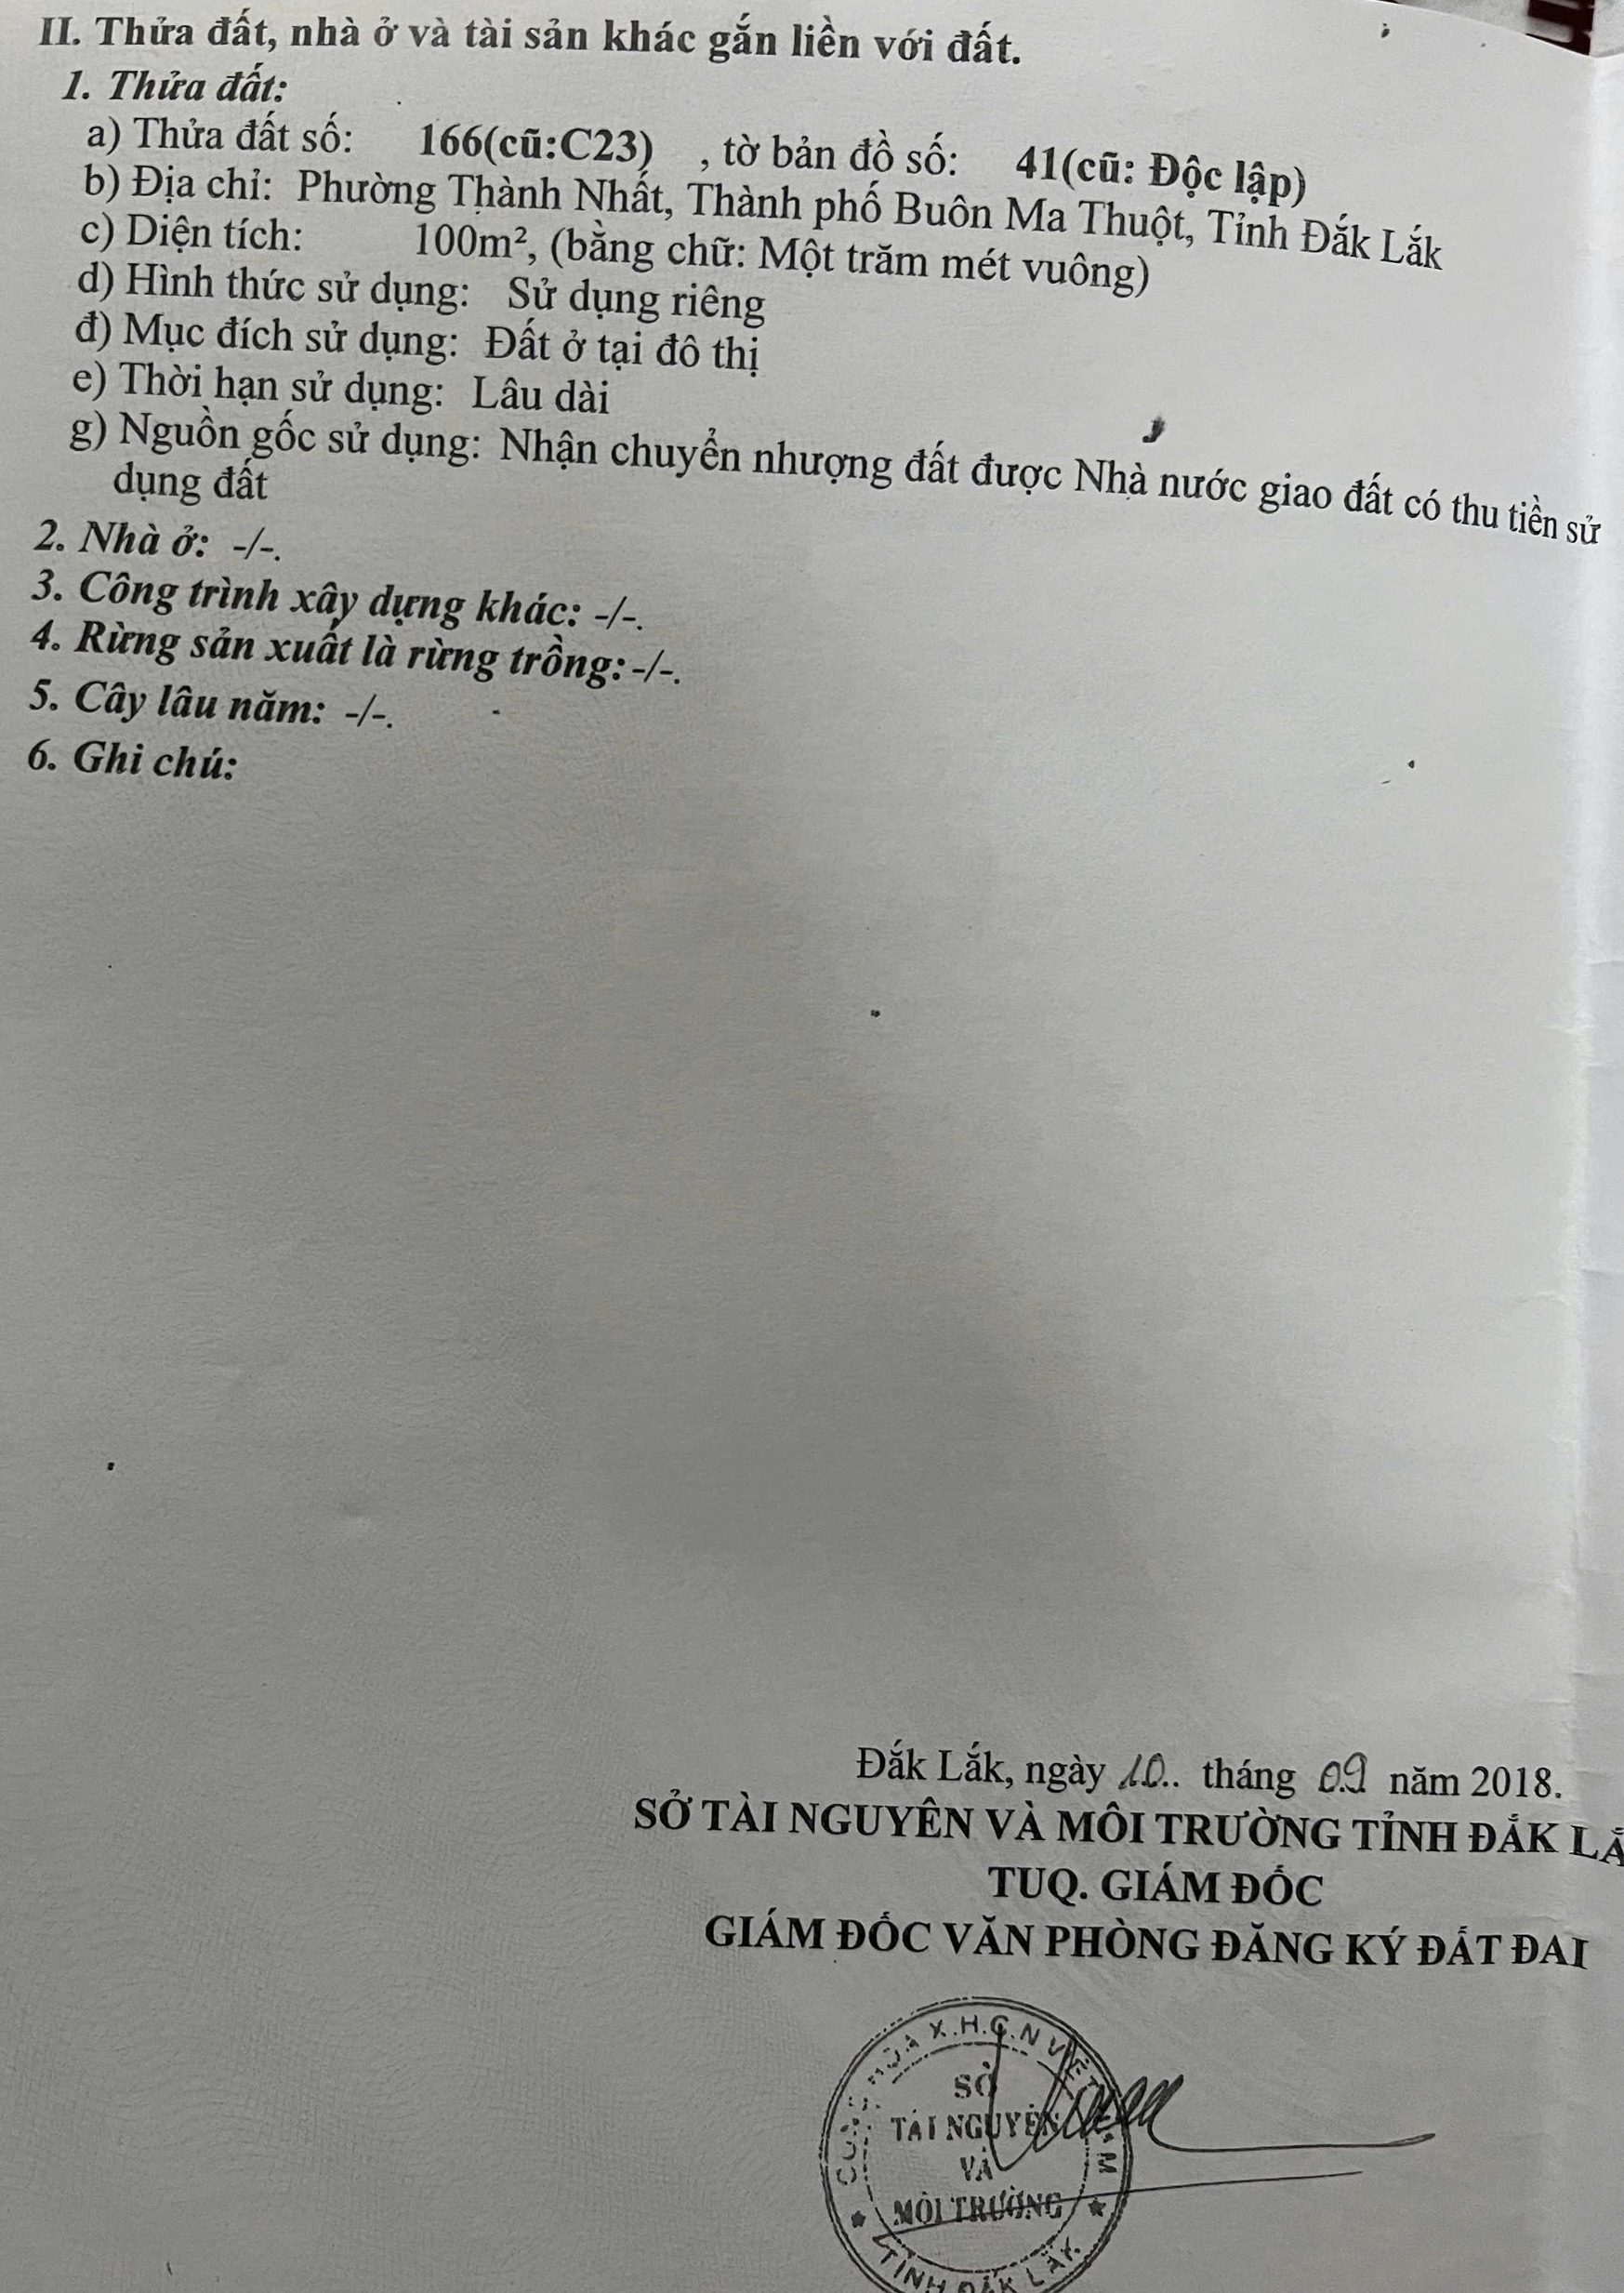 II. Thửa đất, nhà ở và tài sản khác gắn liền với đất.
1. Thửa đất:
a) Thửa đất số: 166(cũ:C23) , tờ bản đồ số: 41(cũ: Độc lập)
b) Địa chỉ: Phường Thành Nhất, Thành phố Buôn Ma Thuột, Tỉnh Đắk Lắk
c) Diện tích: 100m², (bằng chữ: Một trăm mét vuông)
d) Hình thức sử dụng: Sử dụng riêng
đ) Mục đích sử dụng: Đất ở tại đô thị
e) Thời hạn sử dụng: Lâu dài
g) Nguồn gốc sử dụng: Nhận chuyển nhượng đất được Nhà nước giao đất có thu tiền sử
dụng đất
2. Nhà ở: -/-.
3. Công trình xây dựng khác: -/-.
4. Rừng sản xuất là rừng trồng: -/-.
5. Cây lâu năm: -/-.
6. Ghi chú:
Đắk Lắk, ngày 10.. tháng 09 năm 2018.
SỞ TÀI NGUYÊN VÀ MÔI TRƯỜNG TỈNH ĐẮK LẮ
TUQ. GIÁM ĐỐC
GIÁM ĐỐC VĂN PHÒNG ĐĂNG KÝ ĐẤT ĐAI
CỘNG HÒA X.H.C.N VIỆT NAM
SỞ
TÀI NGUYÊN
VÀ
MÔI TRƯỜNG
TỈNH ĐẮK LẮK